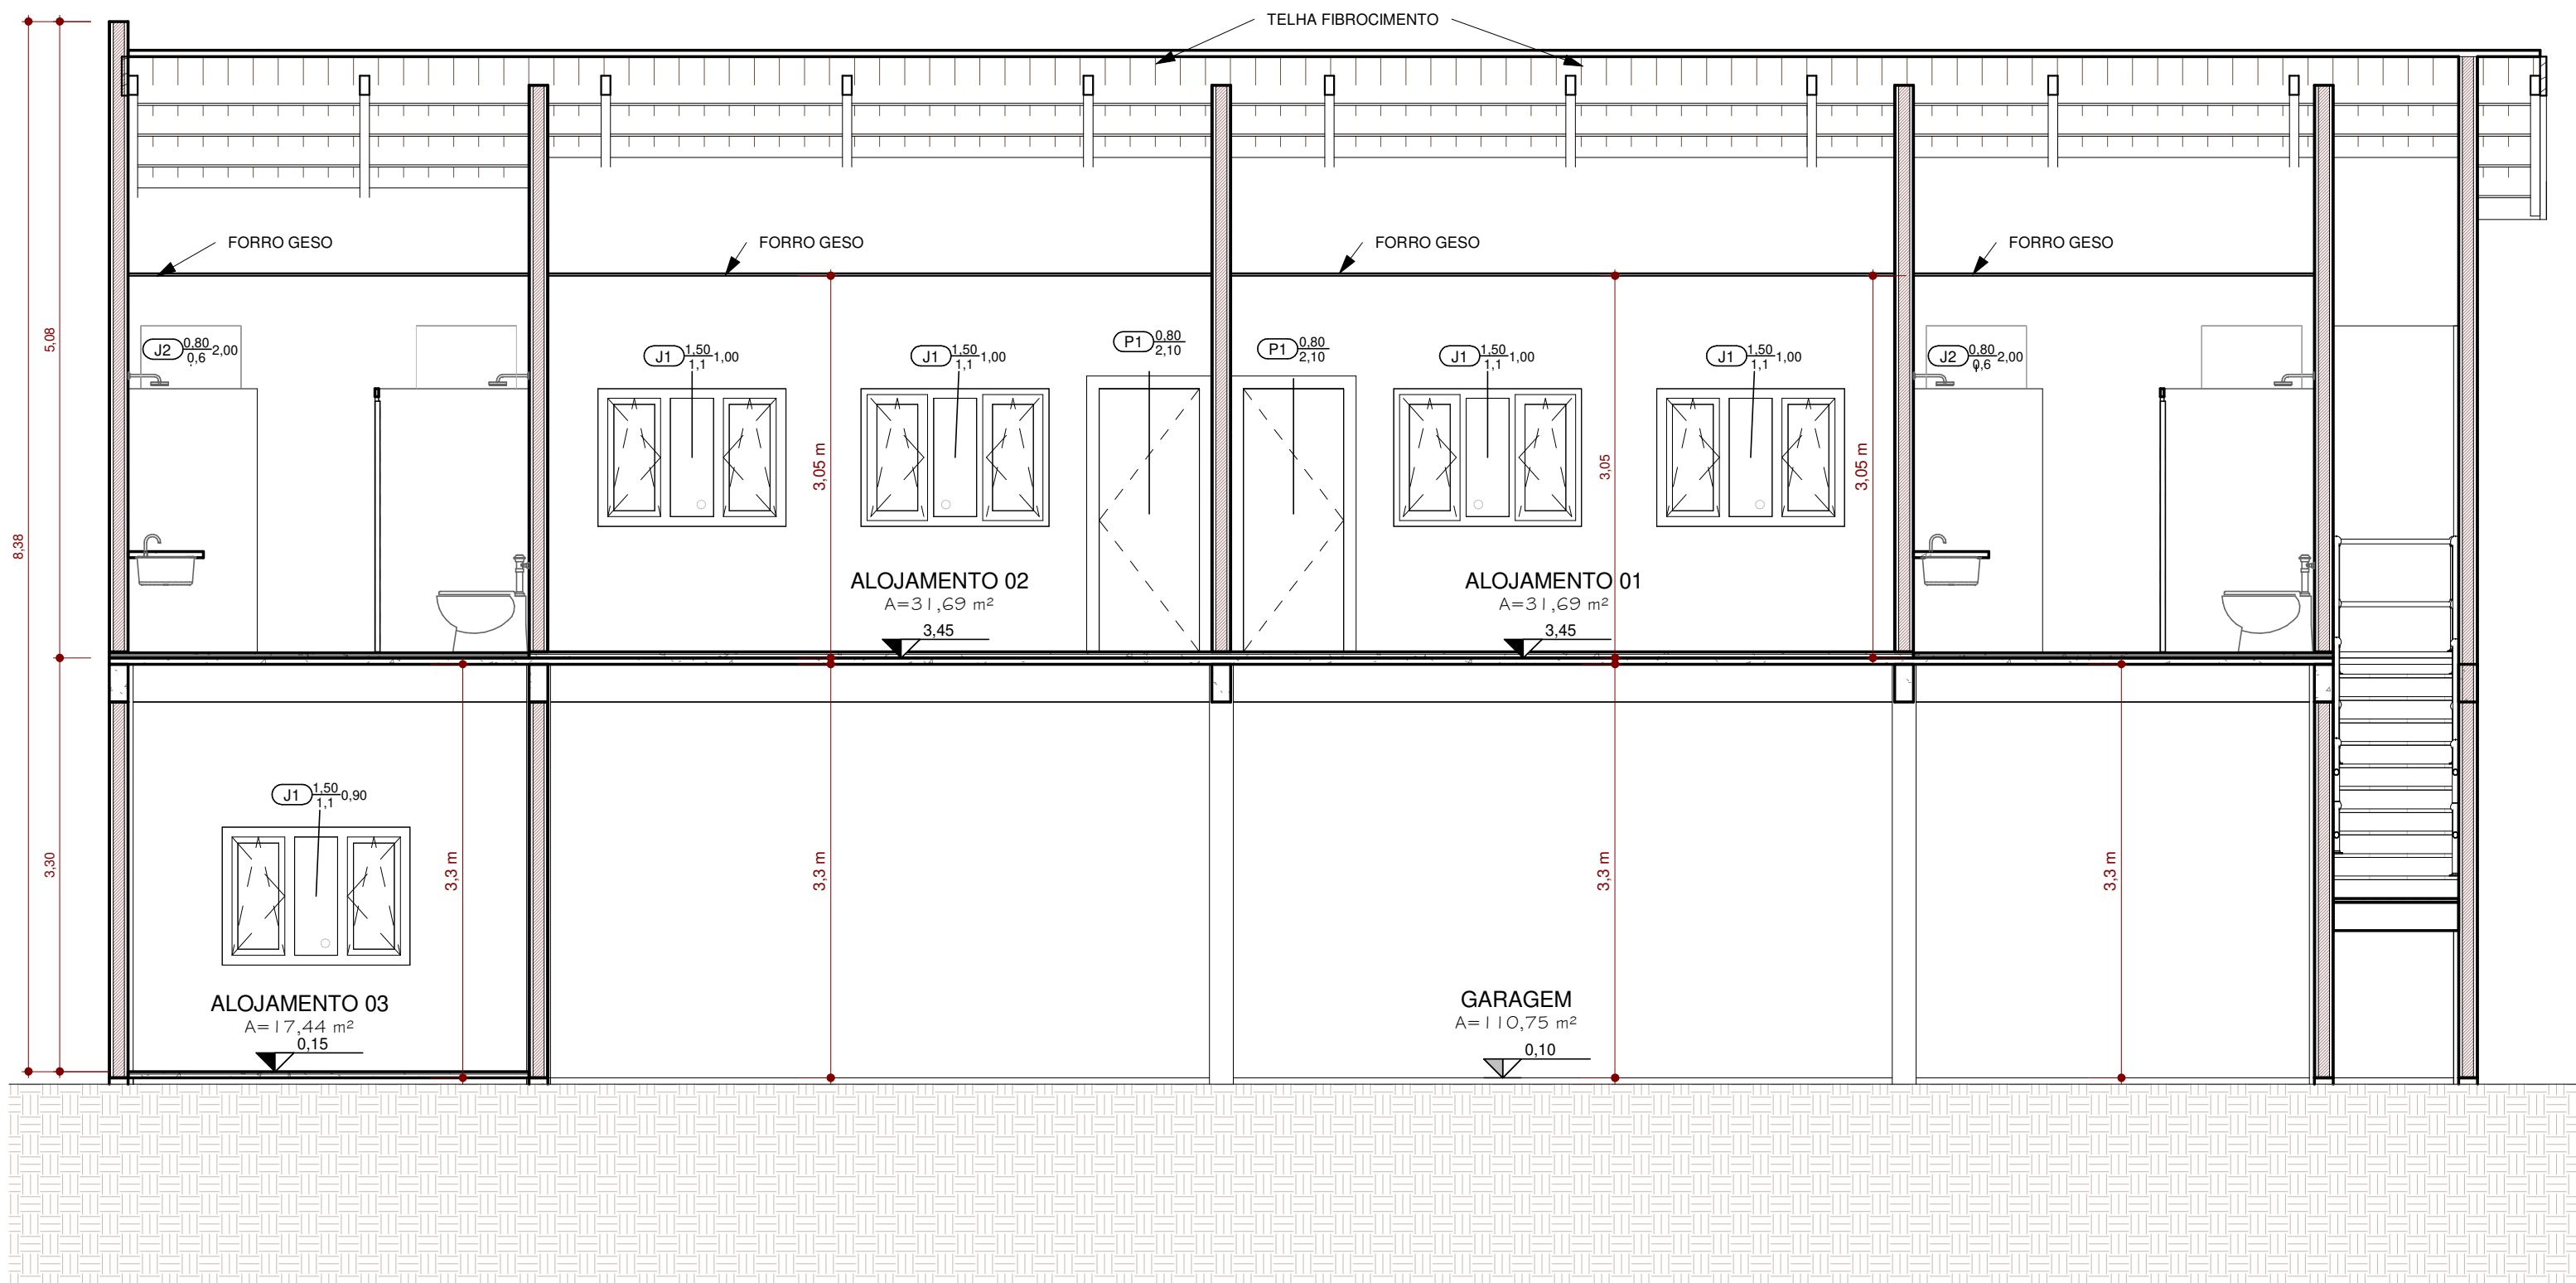 TELHA FIBROCIMENTO
FORRO GESO
FORRO GESO
FORRO GESO
FORRO GESO
5,08
8,38
3,30
J2 0,80 2,00
0,6
J1 1,50 1,00
1,1
J1 1,50 1,00
1,1
P1 0,80
2,10
P1 0,80
2,10
J1 1,50 1,00
1,1
J1 1,50 1,00
1,1
J2 0,80 2,00
0,6
3,05 m
3,05
3,05 m
ALOJAMENTO 02
A=31,69 m²
3,45
ALOJAMENTO 01
A=31,69 m²
3,45
J1 1,50 0,90
1,1
3,3 m
3,3 m
3,3 m
3,3 m
ALOJAMENTO 03
A=17,44 m²
0,15
GARAGEM
A=110,75 m²
0,10